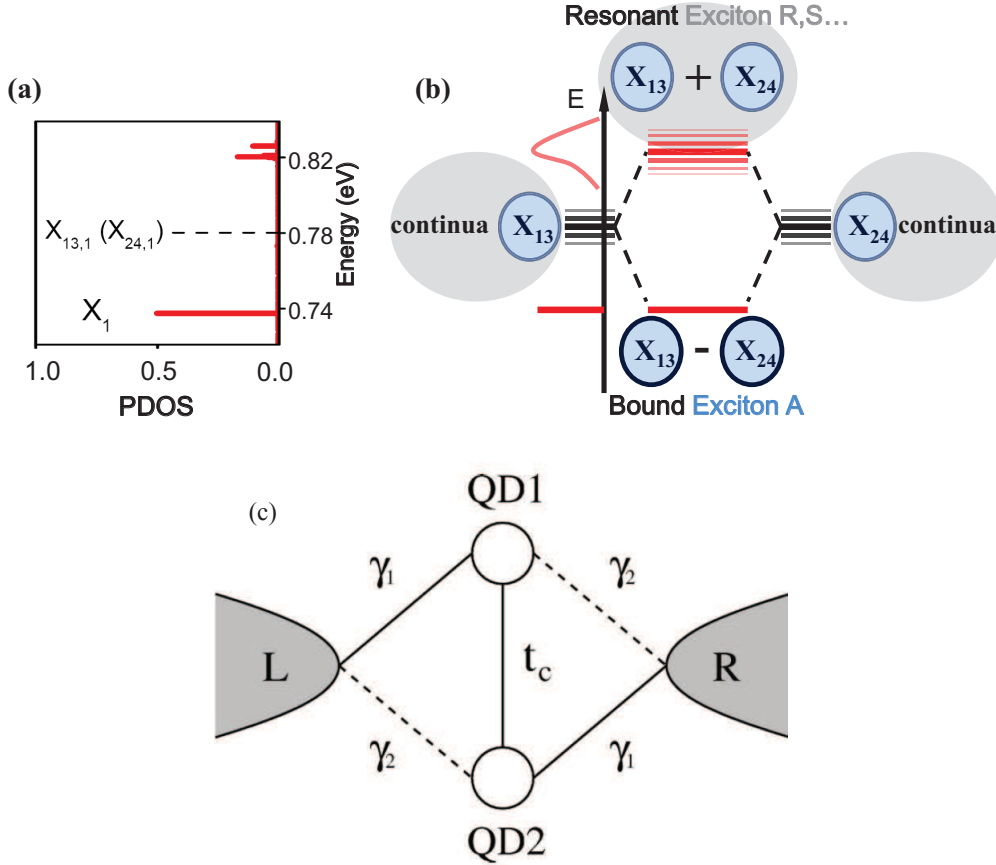 (a)
0.82
X13,1 (X24,1)
0.78
X1
0.74
Energy (eV)
1.0 0.5 0.0
PDOS
(b)
Resonant Exciton R,S...
X13 + X24
E
continua X13
X24 continua
X13 - X24
Bound Exciton A
(c)
QD1
γ1 γ2
L tc R
γ2 γ1
QD2